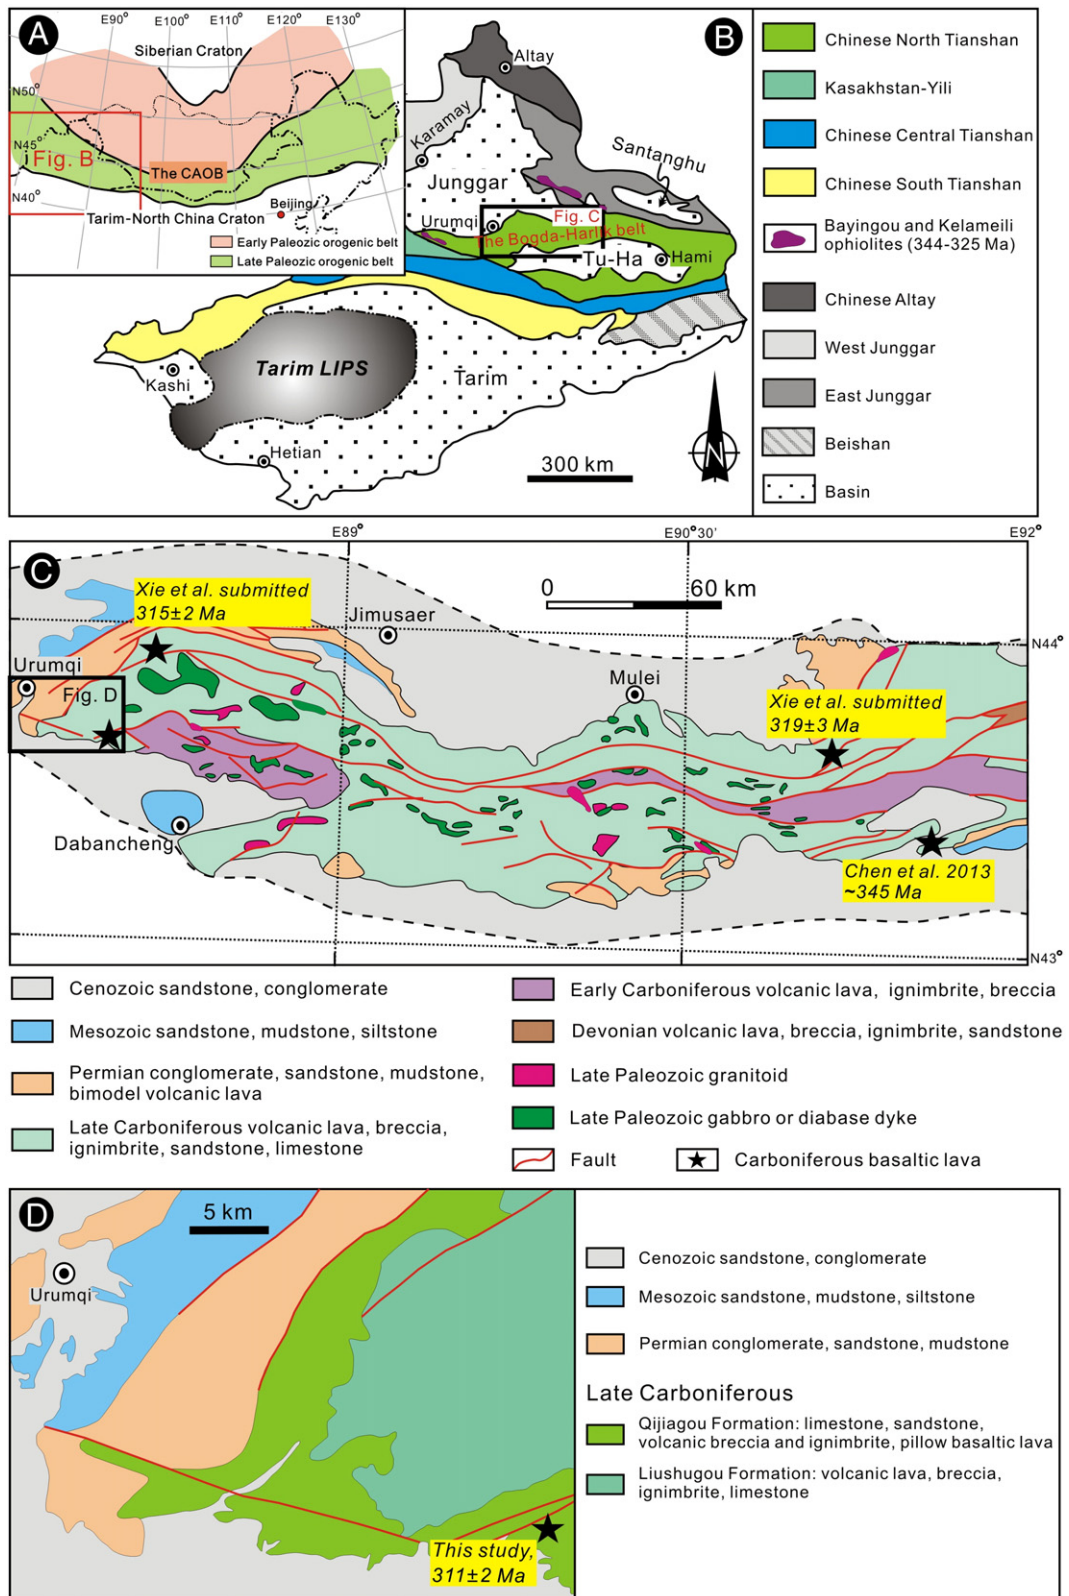 A
E90°
E100°
E110°
E120°
E130°
Siberian Craton
N50°
N45°
Fig. B
The CAOB
N40°
Beijing
Tarim-North China Craton
Early Paleozic orogenic belt
Late Paleozic orogenic belt
B
Altay
Karamay
Santanghu
Junggar
Urumqi
Fig. C
The Bogda-Harlik belt
Tu-Ha
Hami
Tarim LIPS
Kashi
Tarim
Hetian
300 km
N
Chinese North Tianshan
Kasakhstan-Yili
Chinese Central Tianshan
Chinese South Tianshan
Bayingou and Kelameili
ophiolites (344-325 Ma)
Chinese Altay
West Junggar
East Junggar
Beishan
Basin
E89°
E90°30'
E92°
C
Xie et al. submitted
315±2 Ma
Jimusaer
0
60 km
N44°
Urumqi
Fig. D
Mulei
Xie et al. submitted
319±3 Ma
Dabancheng
Chen et al. 2013
~345 Ma
N43°
Cenozoic sandstone, conglomerate
Mesozoic sandstone, mudstone, siltstone
Permian conglomerate, sandstone, mudstone,
bimodel volcanic lava
Late Carboniferous volcanic lava, breccia,
ignimbrite, sandstone, limestone
Early Carboniferous volcanic lava, ignimbrite, breccia
Devonian volcanic lava, breccia, ignimbrite, sandstone
Late Paleozoic granitoid
Late Paleozoic gabbro or diabase dyke
Fault
Carboniferous basaltic lava
D
5 km
Urumqi
This study,
311±2 Ma
Cenozoic sandstone, conglomerate
Mesozoic sandstone, mudstone, siltstone
Permian conglomerate, sandstone, mudstone
Late Carboniferous
Qijiagou Formation: limestone, sandstone,
volcanic breccia and ignimbrite, pillow basaltic lava
Liushugou Formation: volcanic lava, breccia,
ignimbrite, limestone